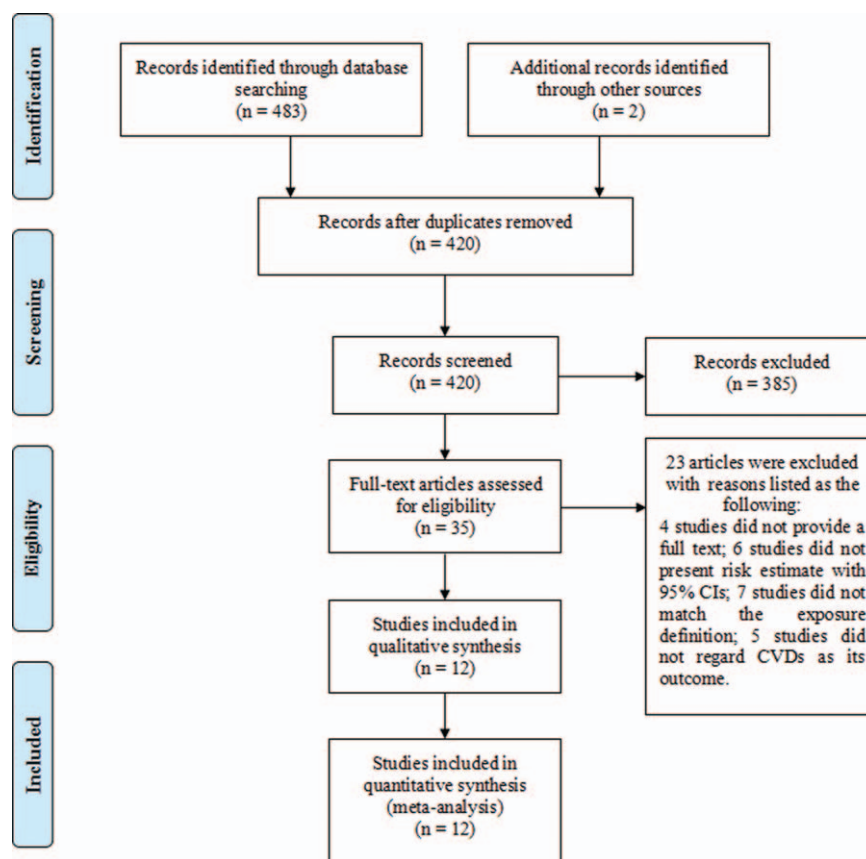 Identification
Records identified through database
searching
(n = 483)
Additional records identified
through other sources
(n = 2)
Records after duplicates removed
(n = 420)
Screening
Records screened
(n = 420)
Records excluded
(n = 385)
Eligibility
Full-text articles assessed
for eligibility
(n = 35)
23 articles were excluded
with reasons listed as the
following:
4 studies did not provide a
full text; 6 studies did not
present risk estimate with
95% CIs; 7 studies did not
match the exposure
definition; 5 studies did
not regard CVDs as its
outcome.
Studies included in
qualitative synthesis
(n = 12)
Included
Studies included in
quantitative synthesis
(meta-analysis)
(n = 12)